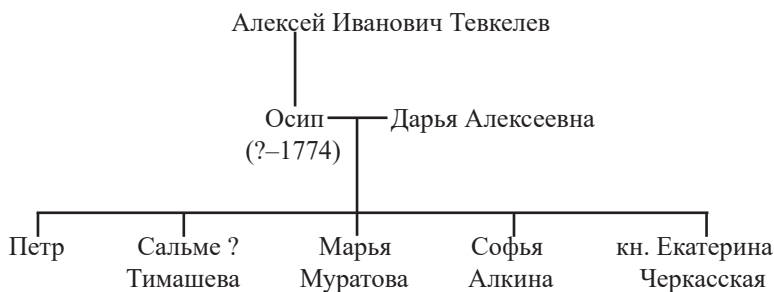 Алексей Иванович Тевкелев
Осип Дарья Алексеевна
(?–1774)
Петр Сальме ? Марья Софья кн. Екатерина
Тимашева Муратова Алкина Черкасская